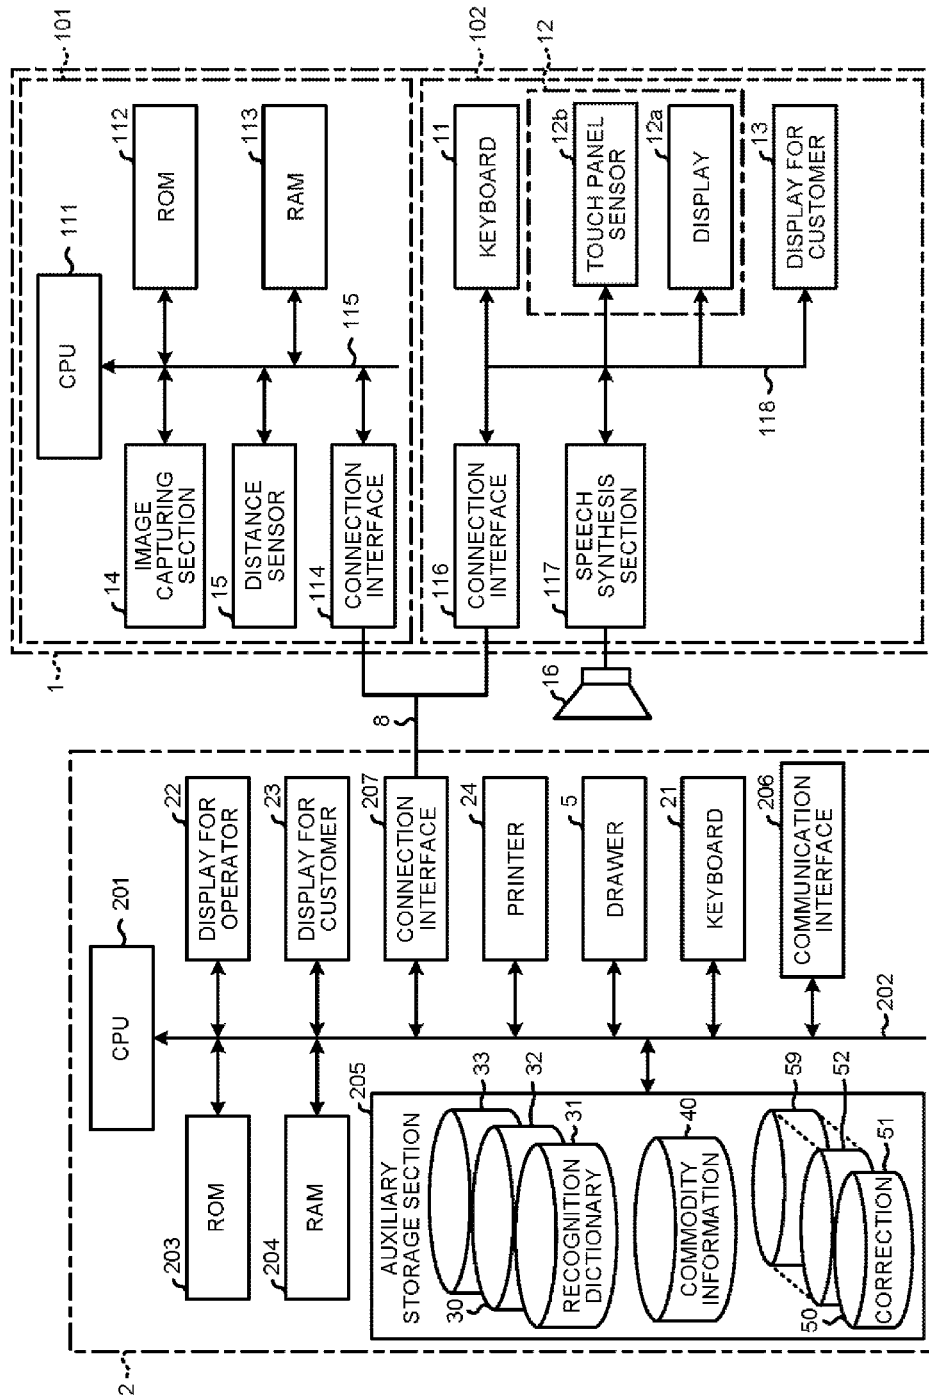 2
201
CPU
203
ROM
204
RAM
22
DISPLAY FOR
OPERATOR
23
DISPLAY FOR
CUSTOMER
207
CONNECTION
INTERFACE
24
PRINTER
5
DRAWER
21
KEYBOARD
206
COMMUNICATION
INTERFACE
202
205
AUXILIARY
STORAGE SECTION
33
32
31
30
RECOGNITION
DICTIONARY
40
COMMODITY
INFORMATION
59
52
51
50
CORRECTION
8
1
101
111
CPU
112
ROM
113
RAM
14
IMAGE
CAPTURING
SECTION
15
DISTANCE
SENSOR
114
CONNECTION
INTERFACE
115
102
116
CONNECTION
INTERFACE
11
KEYBOARD
12
12b
TOUCH PANEL
SENSOR
12a
DISPLAY
117
SPEECH
SYNTHESIS
SECTION
16
13
DISPLAY FOR
CUSTOMER
118